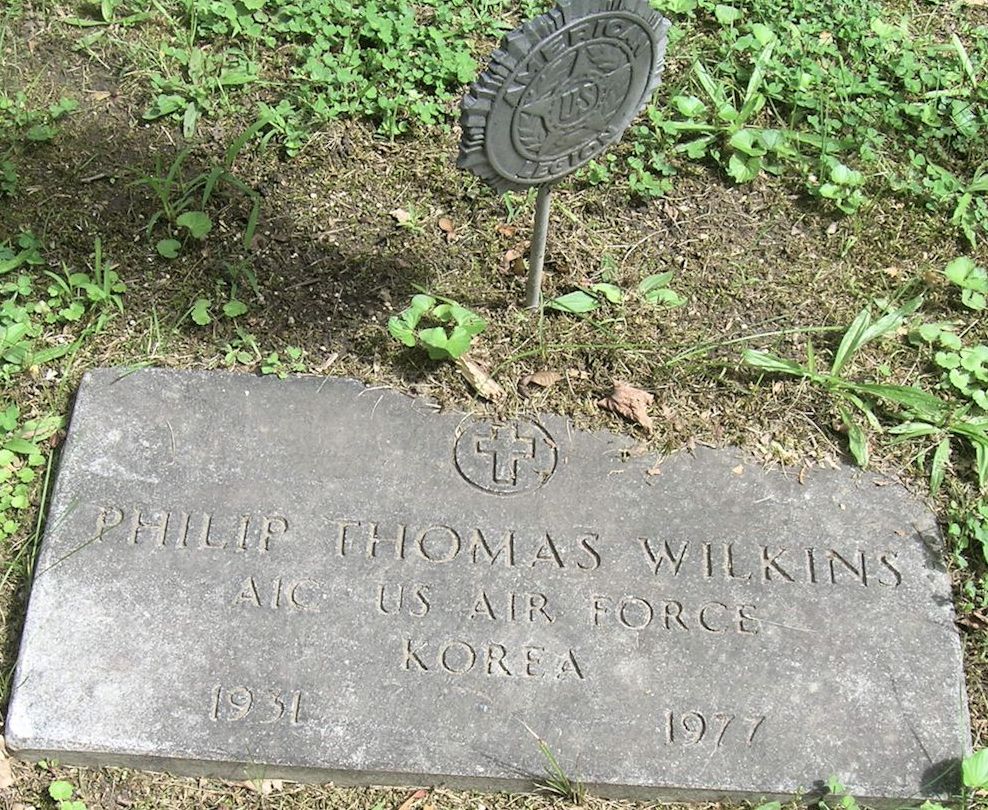 AMERICAN
US
LEGION
PHILIP THOMAS WILKINS
A1C US AIR FORCE
KOREA
1931 1977